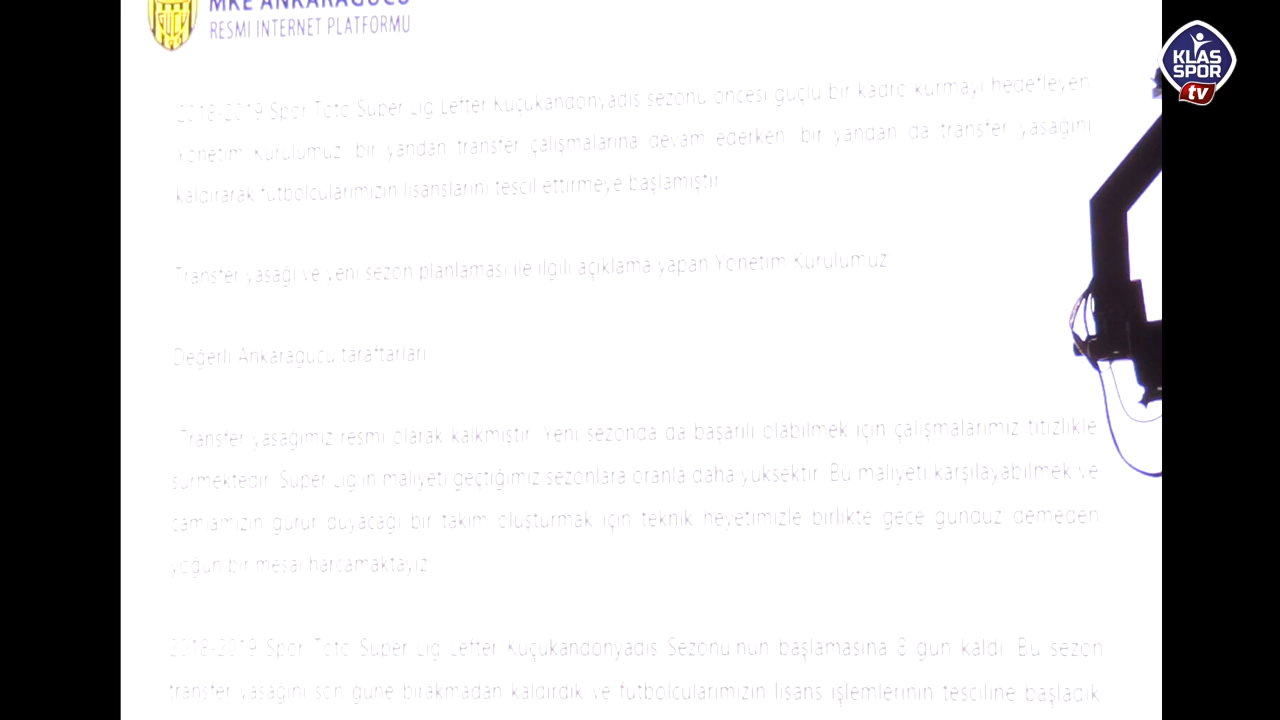 MKE ANKARAGÜCÜ
RESMİ İNTERNET PLATFORMU
KLAS
SPOR
tv
2018-2019 Spor Toto Süper Lig Lefter Küçükandonyadis sezonu öncesi güçlü bir kadro kurmayı hedefleyen
Yönetim Kurulumuz, bir yandan transfer çalışmalarına devam ederken, bir yandan da transfer yasağını
kaldırarak futbolcularımızın lisanslarını tescil ettirmeye başlamıştır.
Transfer yasağı ve yeni sezon planlaması ile ilgili açıklama yapan Yönetim Kurulumuz
Değerli Ankaragücü taraftarları
Transfer yasağımız resmi olarak kalkmıştır. Yeni sezonda da başarılı olabilmek için çalışmalarımız titizlikle
sürmektedir. Süper Lig'in maliyeti geçtiğimiz sezonlara oranla daha yüksektir. Bu maliyeti karşılayabilmek ve
camiamızın gurur duyacağı bir takım oluşturmak için teknik heyetimizle birlikte gece gündüz demeden
yoğun bir mesai harcamaktayız.
2018-2019 Spor Toto Süper Lig Lefter Küçükandonyadis Sezonu'nun başlamasına 8 gün kaldı. Bu sezon
transfer yasağını son güne bırakmadan kaldırdık ve futbolcularımızın lisans işlemlerinin tesciline başladık.